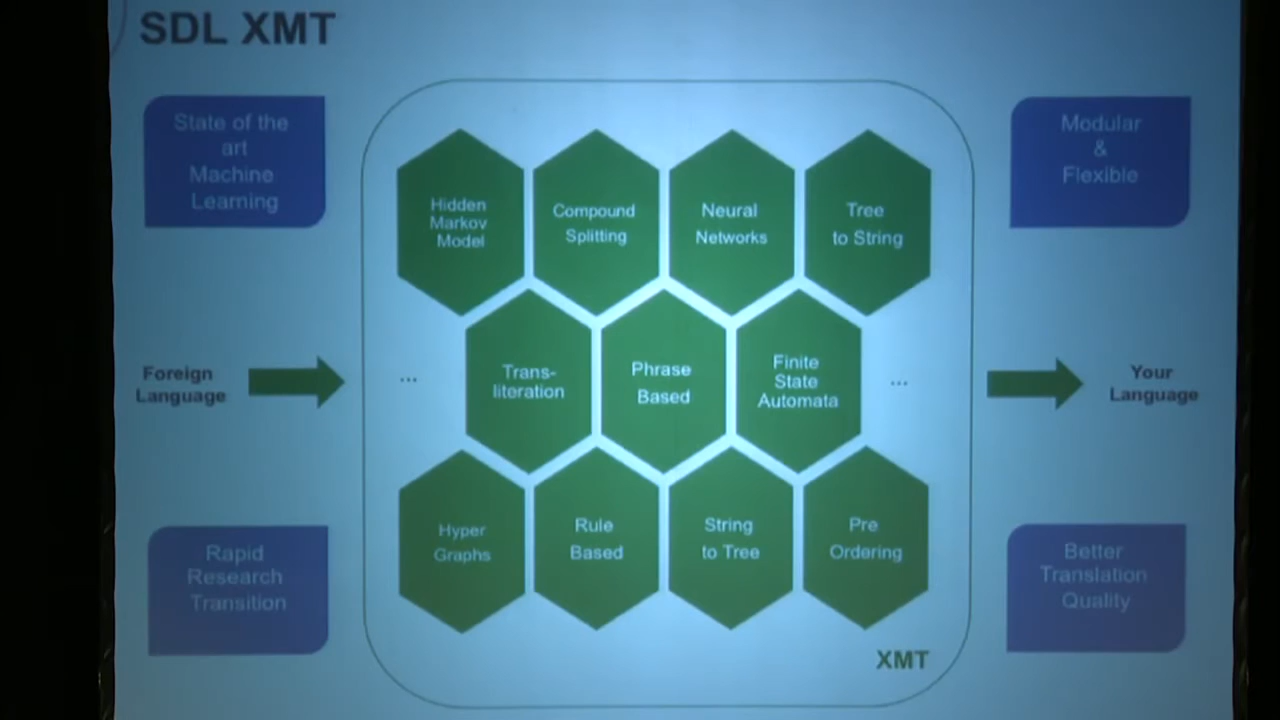 SDL XMT
State of the
art
Machine
Learning
Modular
&
Flexible
Hidden
Markov
Model
Compound
Splitting
Neural
Networks
Tree
to String
Foreign
Language
...
Trans-
literation
Phrase
Based
Finite
State
Automata
...
Your
Language
Hyper
Graphs
Rule
Based
String
to Tree
Pre
Ordering
Rapid
Research
Transition
Better
Translation
Quality
XMT